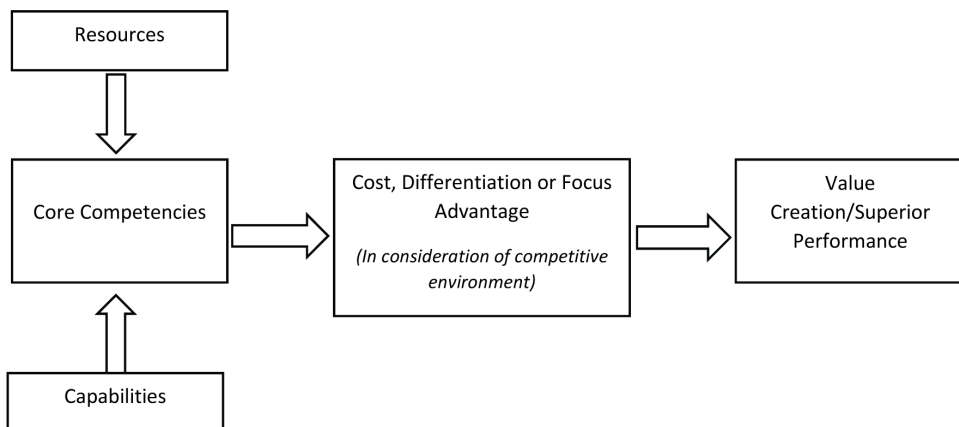 Resources
Core Competencies
Capabilities
Cost, Differentiation or Focus
Advantage
(In consideration of competitive
environment)
Value
Creation/Superior
Performance